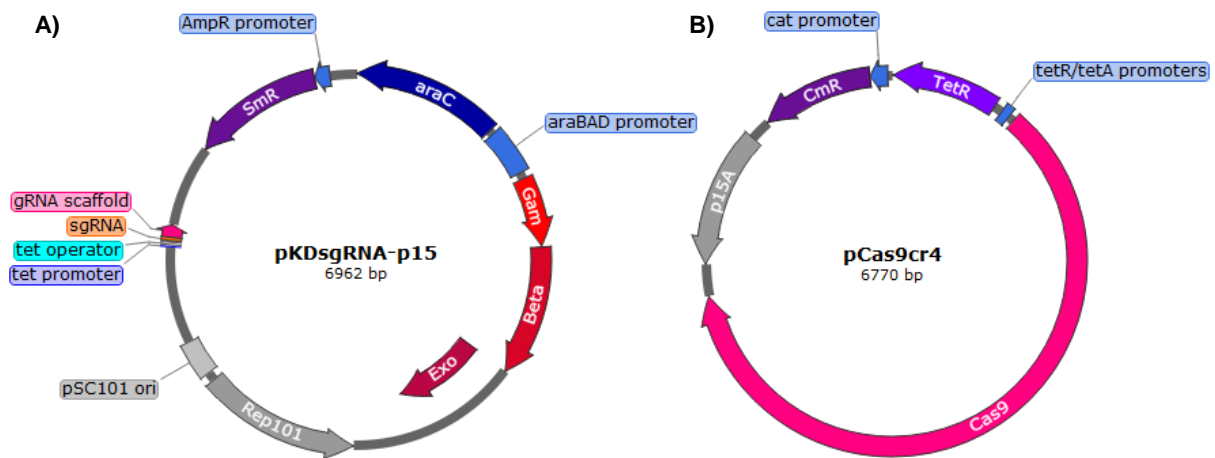 A)
AmpR promoter
SmR
araC
araBAD promoter
Gam
Beta
Exo
Rep101
pSC101 ori
gRNA scaffold
sgRNA
tet operator
tet promoter
pKDsgRNA-p15
6962 bp
B)
cat promoter
tetR/tetA promoters
CmR
TetR
p15A
Cas9
pCas9cr4
6770 bp